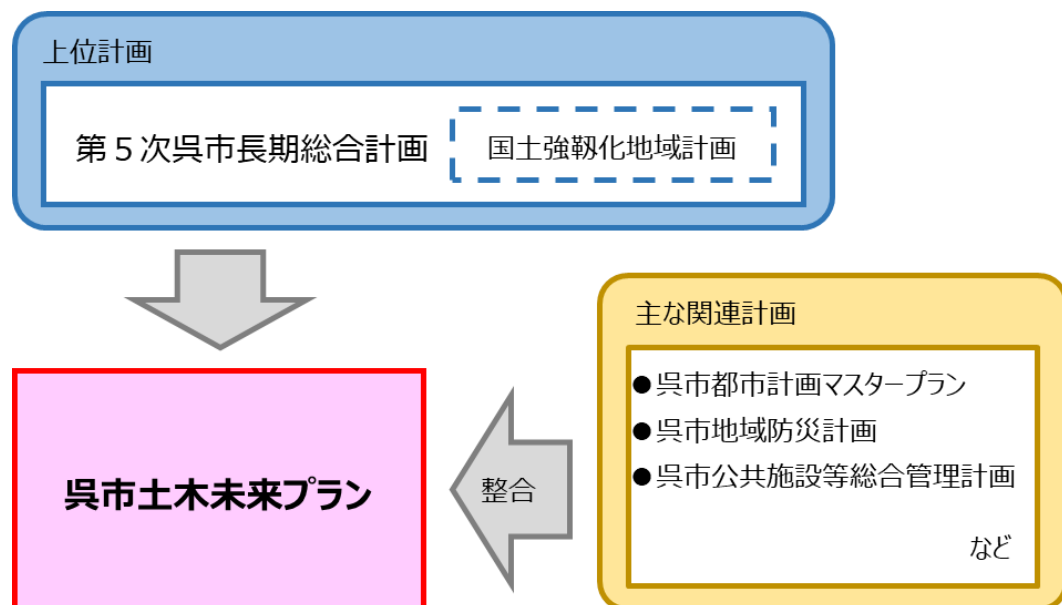 上位計画
第５次呉市長期総合計画
国土強靱化地域計画
主な関連計画
●呉市都市計画マスタープラン
●呉市地域防災計画
●呉市公共施設等総合管理計画
など
整合
呉市土木未来プラン